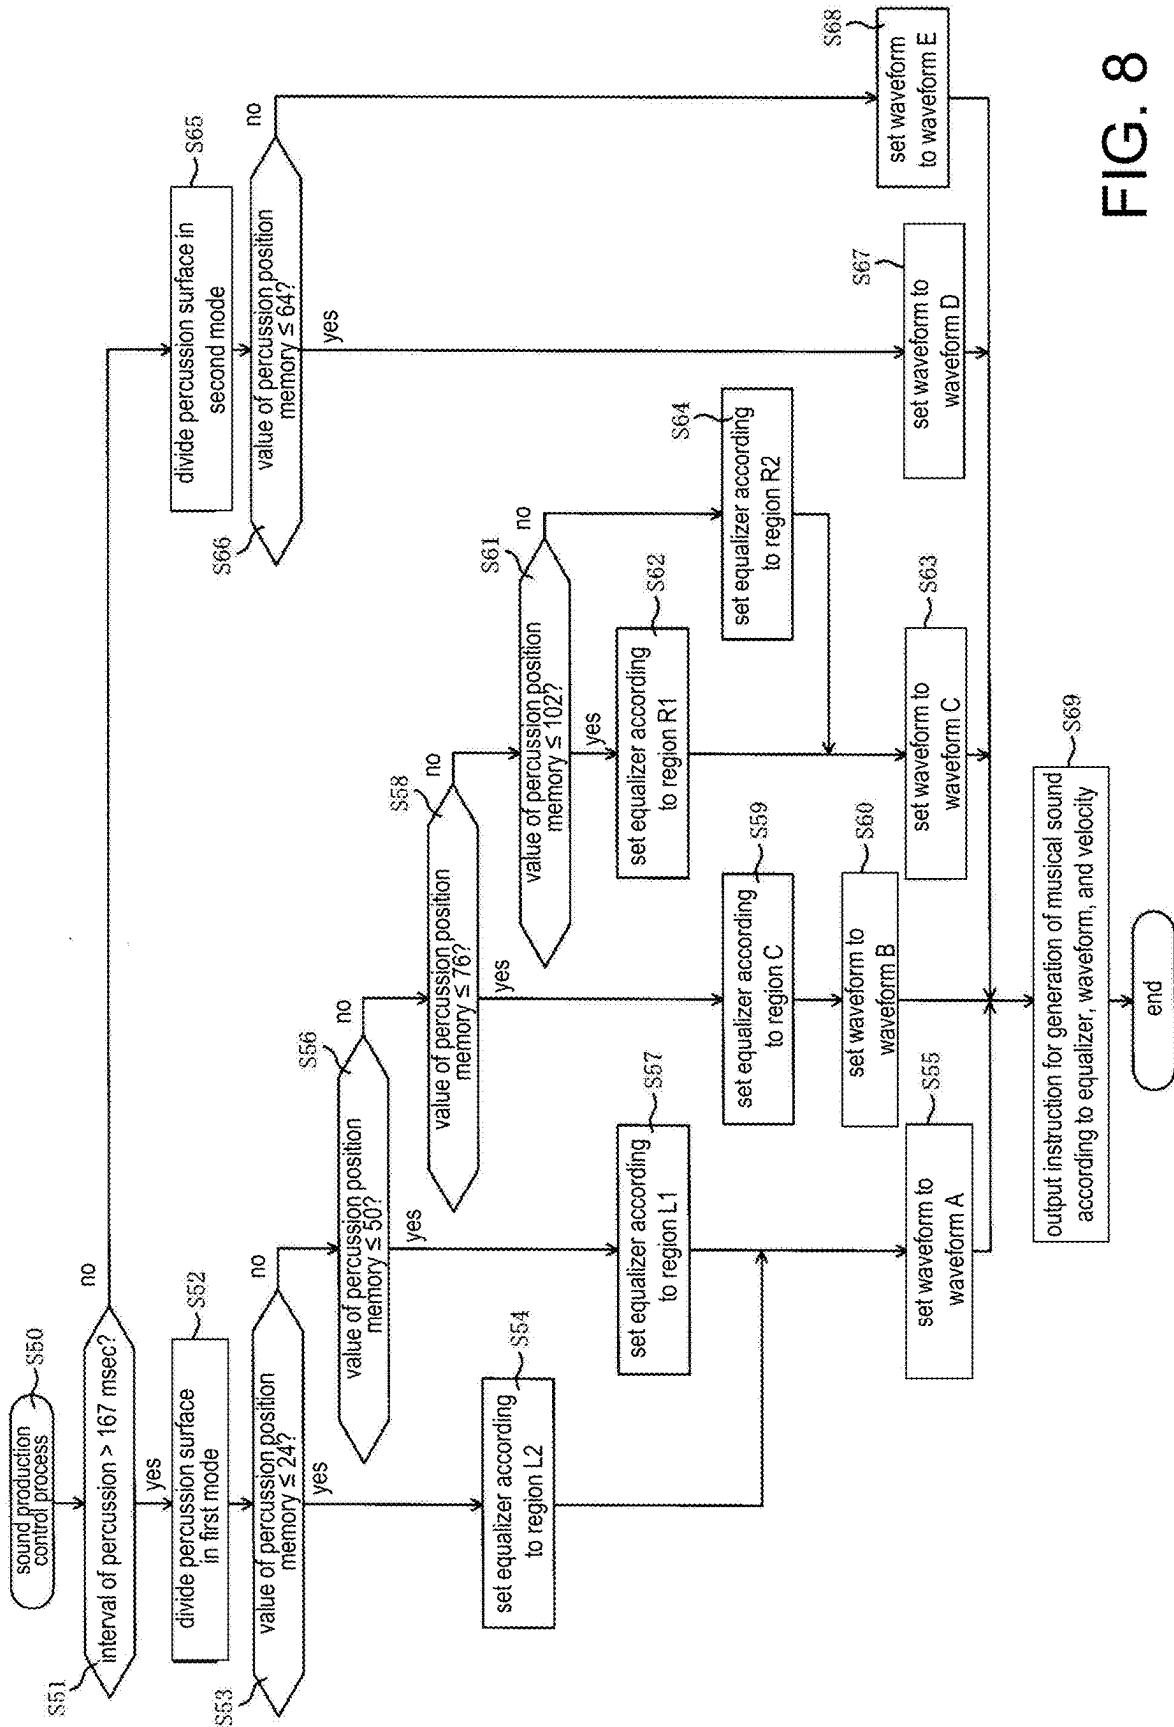 S50
sound production
control process
S51
interval of percussion > 167 msec?
no
yes
S52
divide percussion surface
in first mode
S53
value of percussion position
memory ≤ 24?
no
yes
S54
set equalizer according
to region L2
S56
value of percussion position
memory ≤ 50?
no
yes
S57
set equalizer according
to region L1
S55
set waveform to
waveform A
S58
value of percussion position
memory ≤ 76?
no
yes
S59
set equalizer according
to region C
S60
set waveform to
waveform B
S61
value of percussion position
memory ≤ 102?
no
yes
S62
set equalizer according
to region R1
S64
set equalizer according
to region R2
S63
set waveform to
waveform C
S65
divide percussion surface in
second mode
S66
value of percussion position
memory ≤ 64?
no
yes
S67
set waveform to
waveform D
S68
set waveform
to waveform E
S69
output instruction for generation of musical sound
according to equalizer, waveform, and velocity
end
FIG. 8